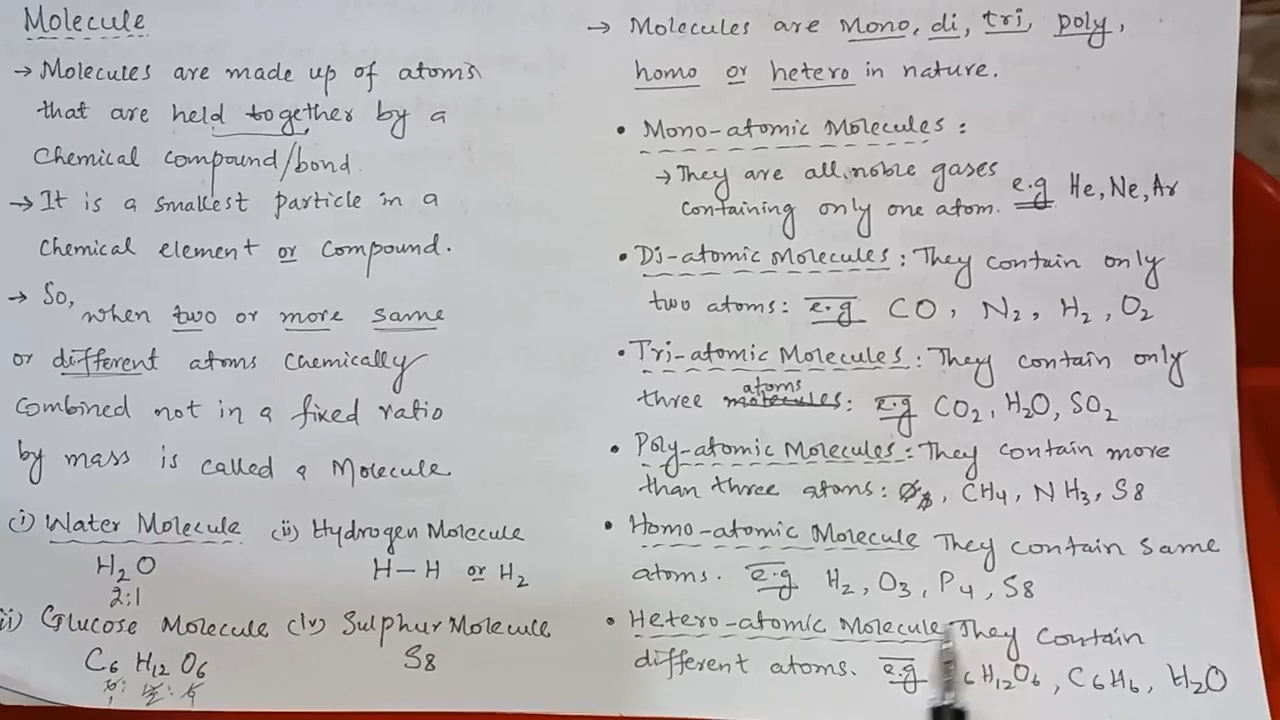 Molecule
→ Molecules are made up of atoms
that are held together by a
Chemical compound/bond.
→ It is a smallest particle in a
Chemical element or Compound.
→ So, when two or more same
or different atoms Chemically
Combined not in a fixed ratio
by mass is called a Molecule
(i) Water Molecule (ii) Hydrogen Molecule
H2O H-H or H2
2:1
ii) Glucose Molecule (iv) Sulphur Molecule
C6 H12 O6 S8
→ Molecules are Mono, di, tri, poly,
homo or hetero in nature.
• Mono-atomic Molecules:
→ They are all noble gases e.g He, Ne, Ar
Containing only one atom.
• Di-atomic Molecules: They contain only
two atoms: e.g CO, N2, H2, O2
• Tri-atomic Molecules: They contain only
three molecules atoms: e.g CO2, H2O, SO2
• Poly-atomic Molecules: They contain more
than three atoms: , CH4, NH3, S8
• Homo-atomic Molecule They contain same
atoms. e.g H2, O3, P4, S8
• Hetero-atomic Molecule: They contain
different atoms. e.g 6H12O6, C6H6, H2O